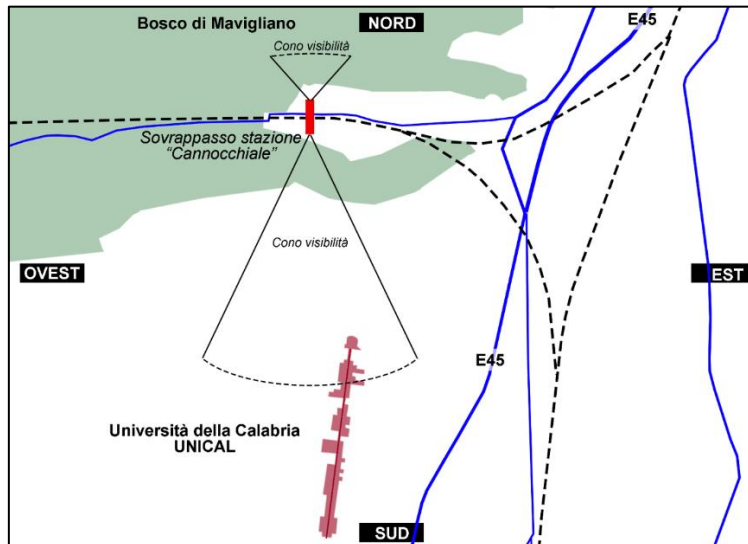 Bosco di Mavigliano
NORD
E45
Cono visibilità
Sovrappasso stazione
"Cannocchiale"
Cono visibilità
OVEST
EST
E45
Università della Calabria
UNICAL
SUD